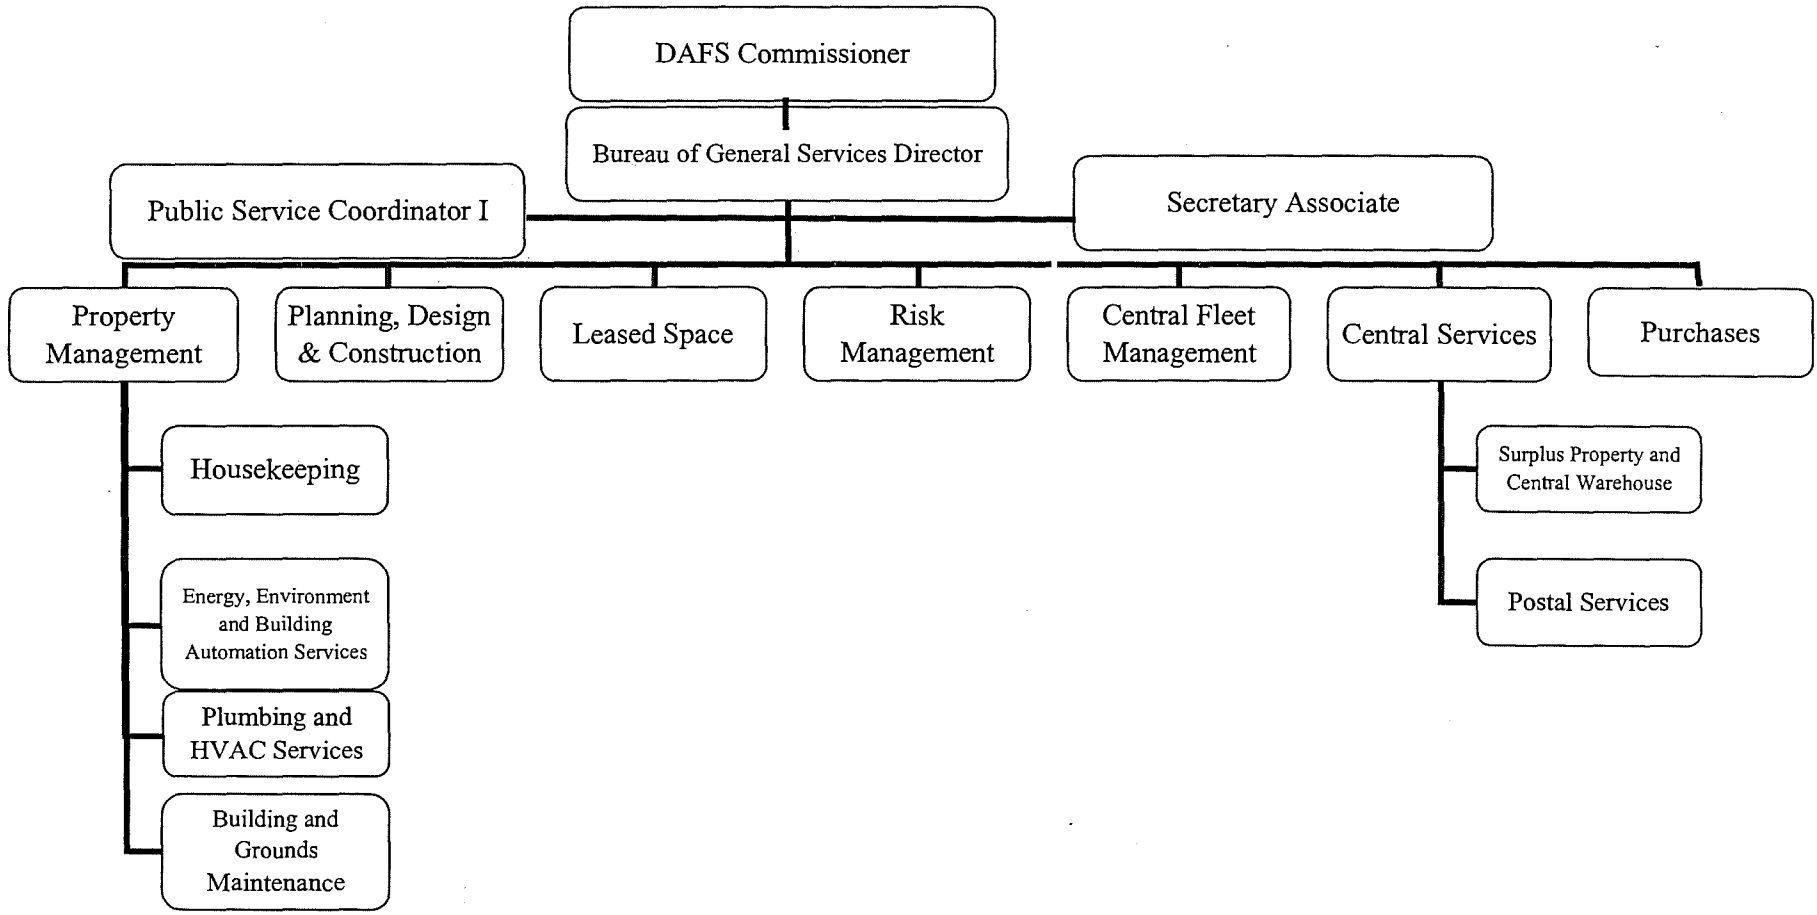 DAFS Commissioner
Bureau of General Services Director
Public Service Coordinator I
Secretary Associate
Property
Management
Planning, Design
& Construction
Leased Space
Risk
Management
Central Fleet
Management
Central Services
Purchases
Housekeeping
Energy, Environment
and Building
Automation Services
Plumbing and
HVAC Services
Building and
Grounds
Maintenance
Surplus Property and
Central Warehouse
Postal Services